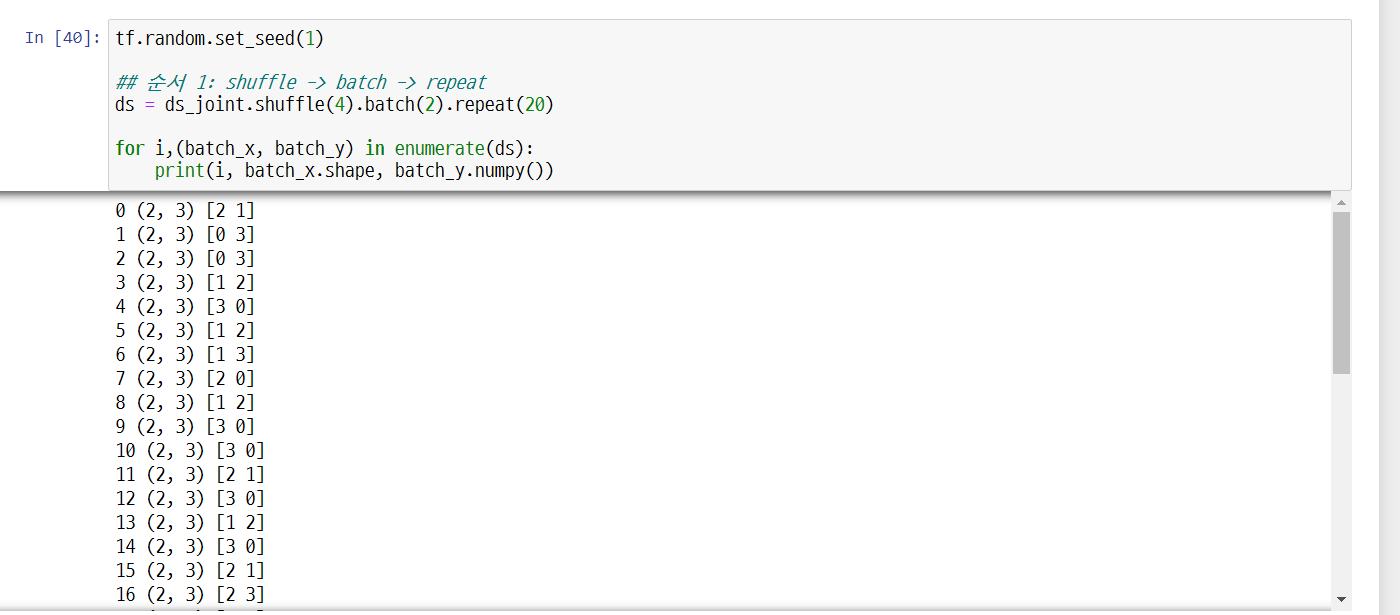 In [40]: tf.random.set_seed(1)
## 순서 1: shuffle -> batch -> repeat
ds = ds_joint.shuffle(4).batch(2).repeat(20)
for i,(batch_x, batch_y) in enumerate(ds):
    print(i, batch_x.shape, batch_y.numpy())
0 (2, 3) [2 1]
1 (2, 3) [0 3]
2 (2, 3) [0 3]
3 (2, 3) [1 2]
4 (2, 3) [3 0]
5 (2, 3) [1 2]
6 (2, 3) [1 3]
7 (2, 3) [2 0]
8 (2, 3) [1 2]
9 (2, 3) [3 0]
10 (2, 3) [3 0]
11 (2, 3) [2 1]
12 (2, 3) [3 0]
13 (2, 3) [1 2]
14 (2, 3) [3 0]
15 (2, 3) [2 1]
16 (2, 3) [2 3]